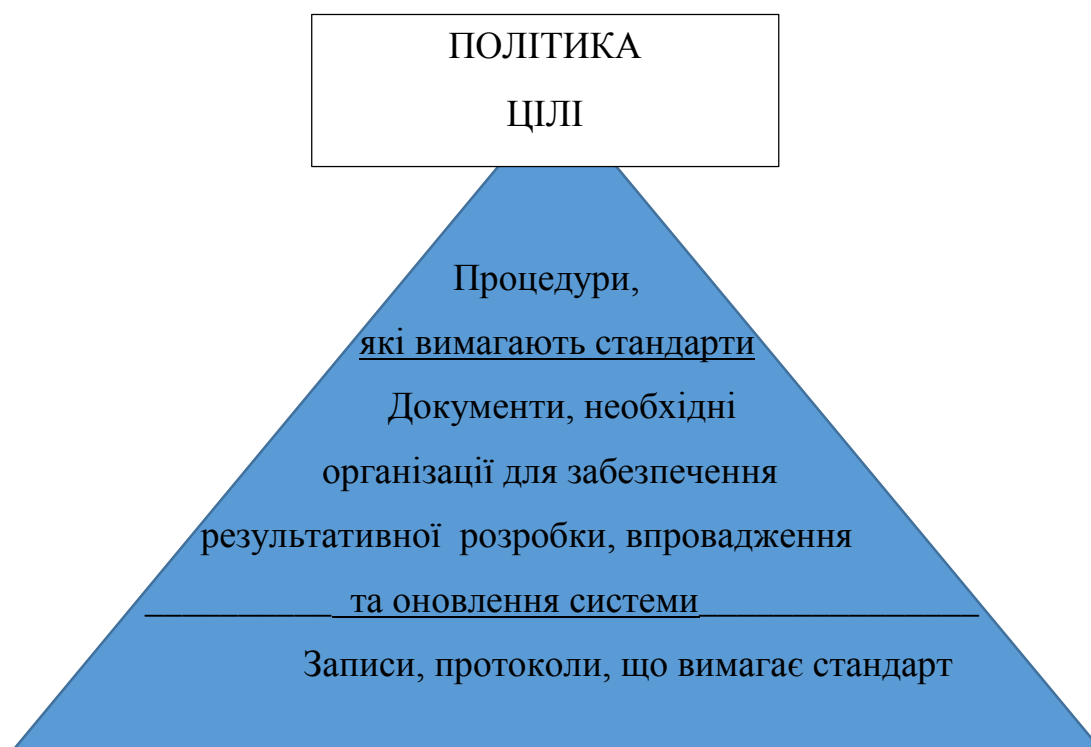 ПОЛІТИКА
ЦІЛІ
Процедури,
які вимагають стандарти
Документи, необхідні
організації для забезпечення
результативної розробки, впровадження
та оновлення системи
Записи, протоколи, що вимагає стандарт